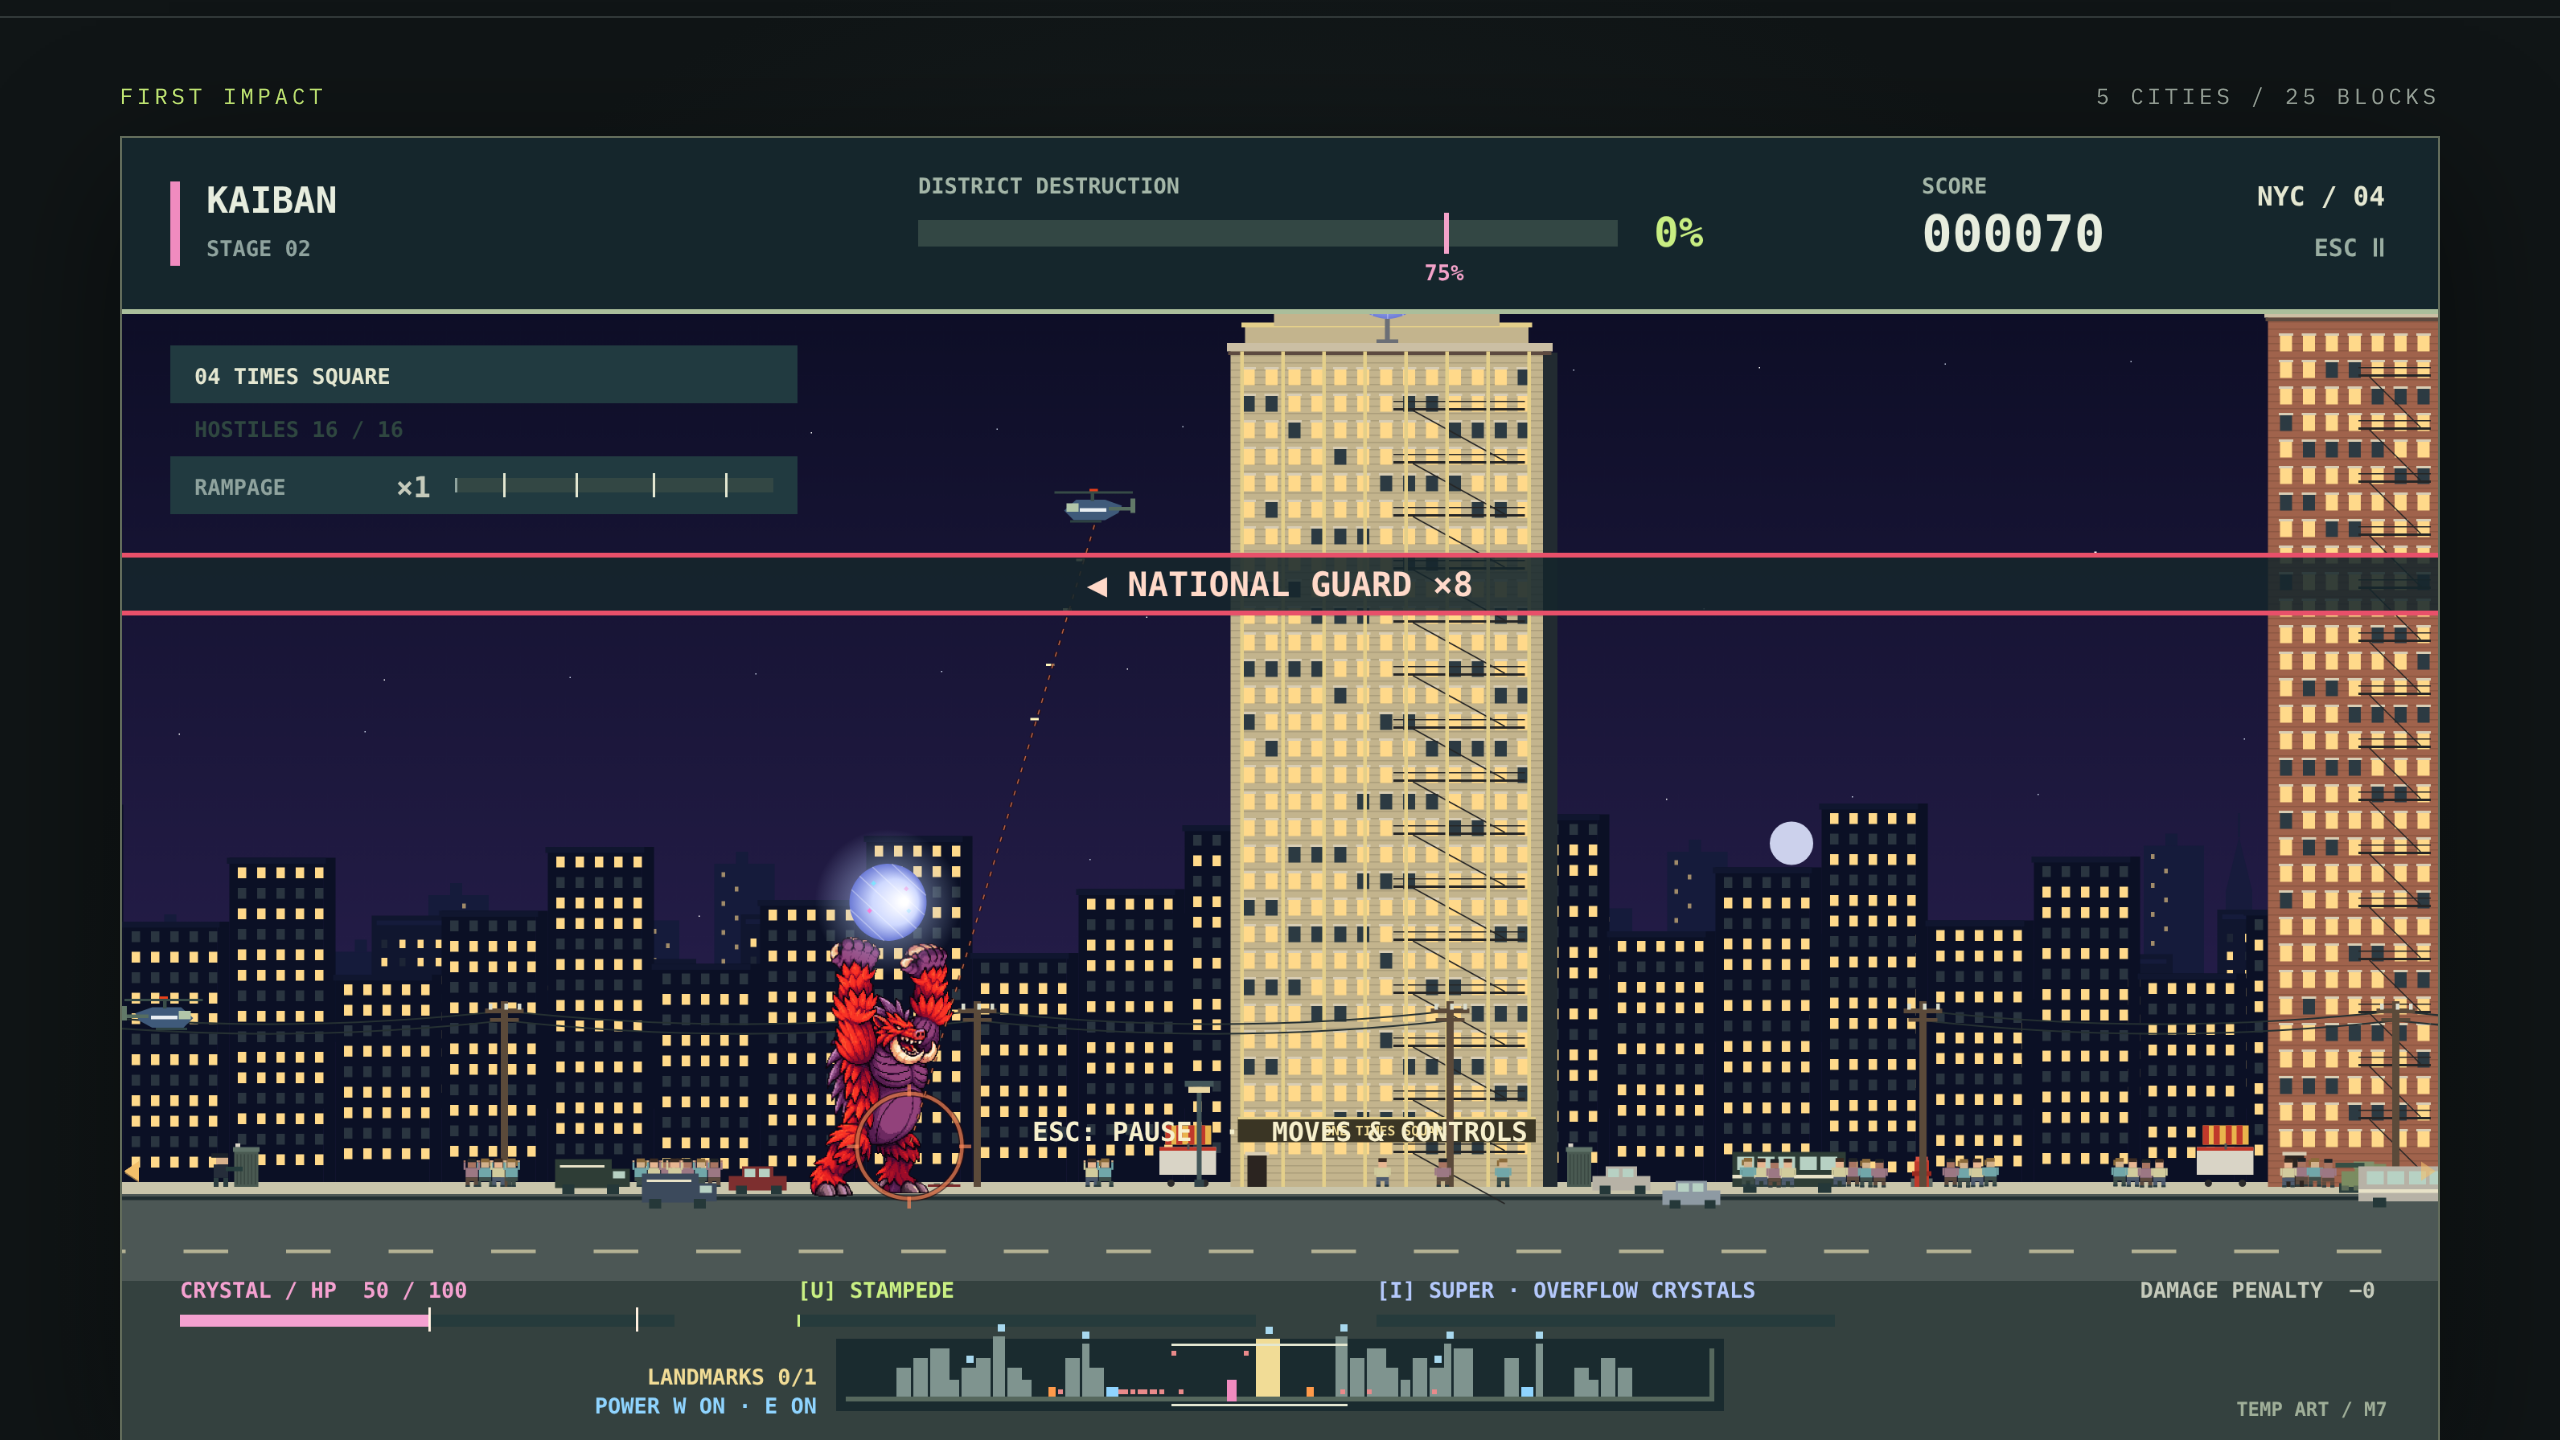 FIRST IMPACT
5 CITIES / 25 BLOCKS
KAIBAN
STAGE 02
DISTRICT DESTRUCTION
0%
75%
SCORE
000070
NYC / 04
ESC II
04 TIMES SQUARE
HOSTILES 16 / 16
RAMPAGE ×1
◀ NATIONAL GUARD ×8
ESC: PAUSE · MOVES & CONTROLS
CRYSTAL / HP 50 / 100
[U] STAMPEDE
[I] SUPER · OVERFLOW CRYSTALS
DAMAGE PENALTY −0
LANDMARKS 0/1
POWER W ON · E ON
TEMP ART / M7